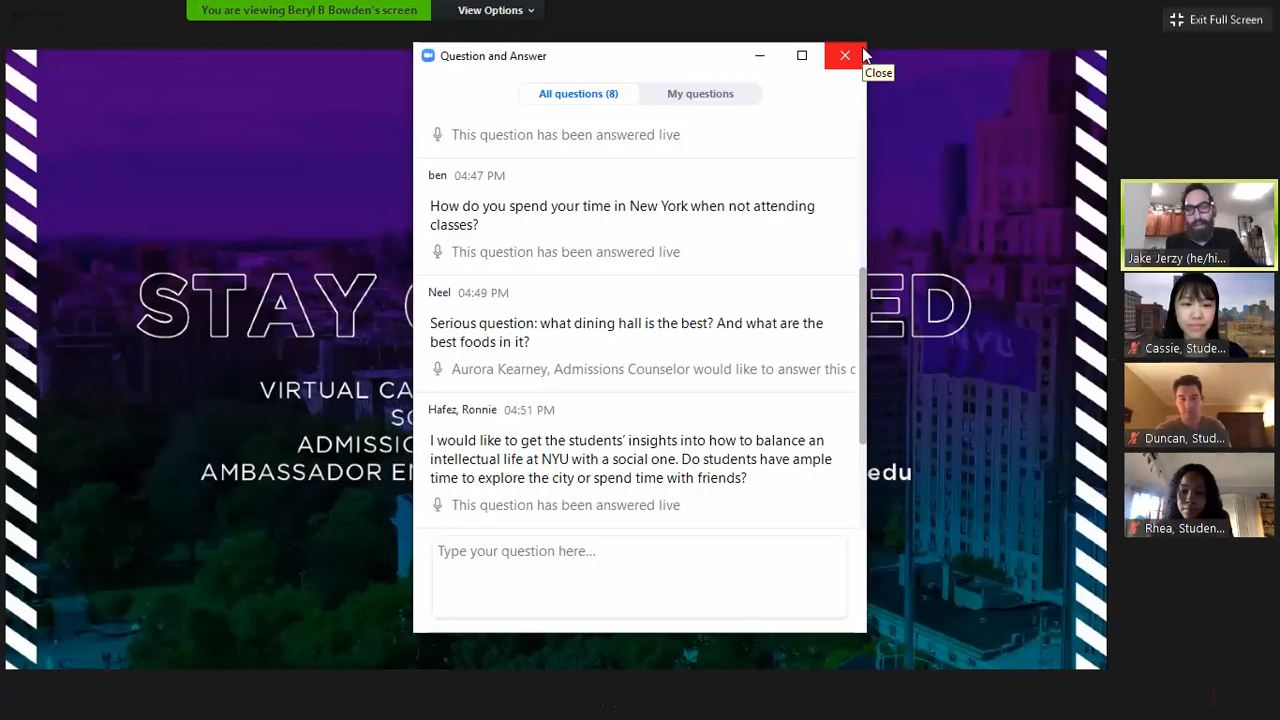 You are viewing Beryl B Bowden's screen
View Options
Exit Full Screen
Question and Answer
Close
All questions (8)
My questions
This question has been answered live
ben 04:47 PM
How do you spend your time in New York when not attending
classes?
This question has been answered live
Neel 04:49 PM
Serious question: what dining hall is the best? And what are the
best foods in it?
Aurora Kearney, Admissions Counselor would like to answer this
Hafez, Ronnie 04:51 PM
I would like to get the students' insights into how to balance an
intellectual life at NYU with a social one. Do students have ample
time to explore the city or spend time with friends?
This question has been answered live
Type your question here...
STAY C
ED
VIRTUAL CA
SC
ADMISSIO
AMBASSADOR EM
edu
NYU
Jake Jerzy (he/hi...
Cassie, Stude...
Duncan, Stud...
Rhea, Studen...